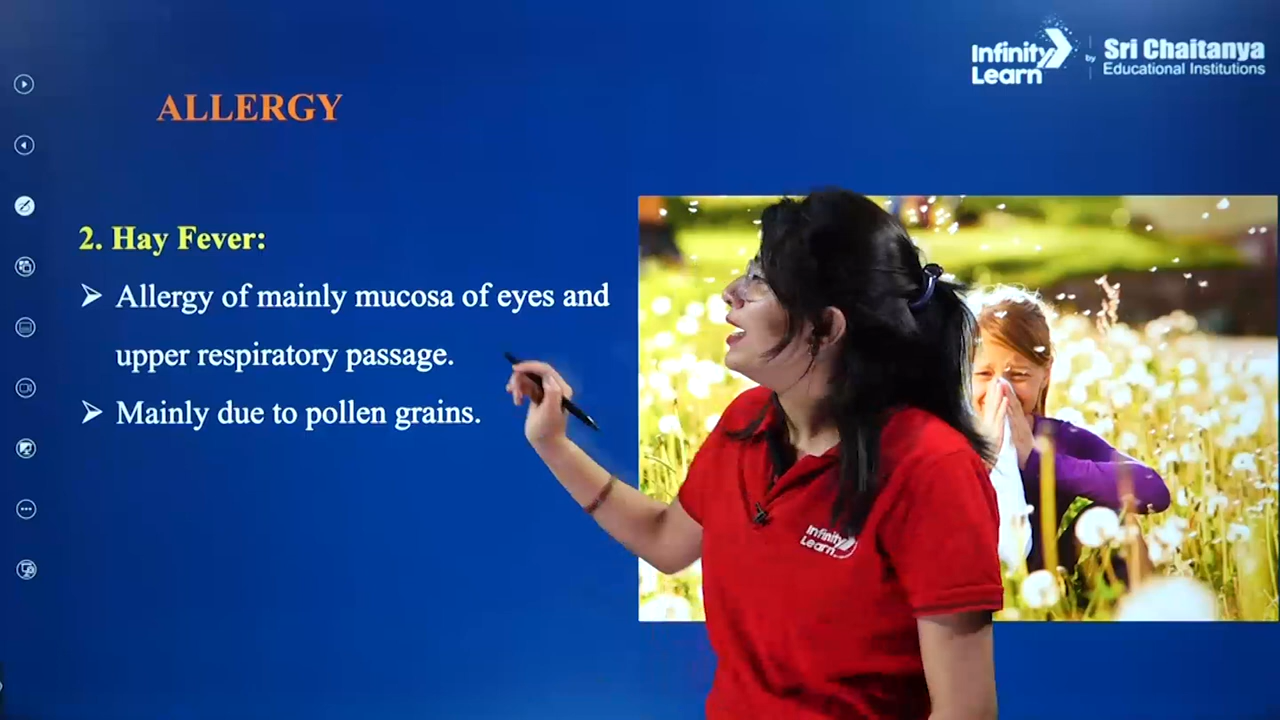 Infinity Learn by Sri Chaitanya Educational Institutions
ALLERGY
2. Hay Fever:
➢ Allergy of mainly mucosa of eyes and
upper respiratory passage.
➢ Mainly due to pollen grains.
Infinity
Learn